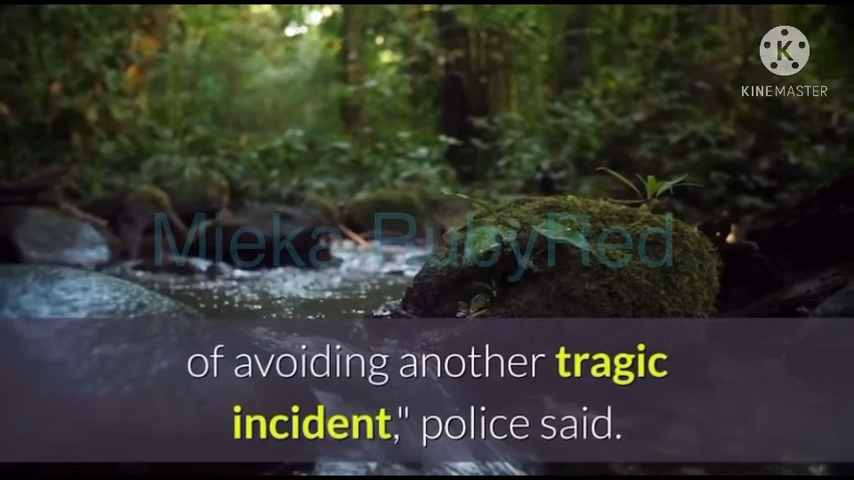 K
KINEMASTER
Mieka RubyRed
of avoiding another tragic
incident," police said.